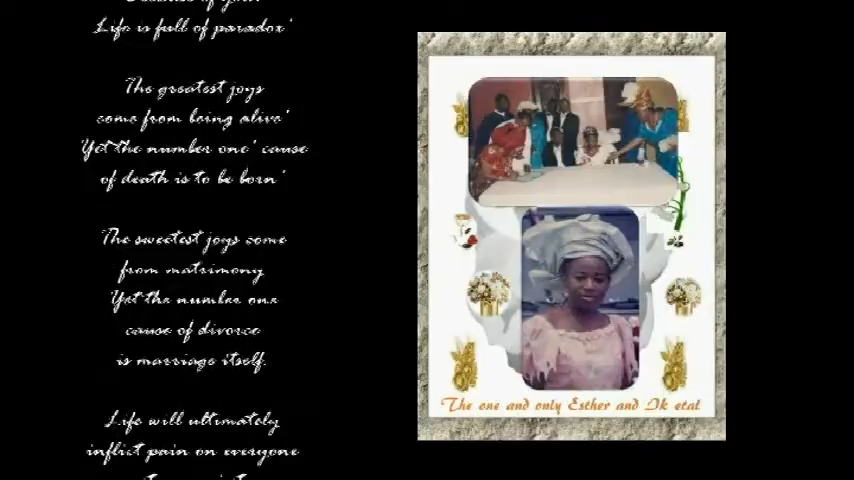 Life is full of paradox'
The greatest joys
come from being alive'
Yet the number one' cause
of death is to be born'
The sweetest joys come
from matrimony
Yet the number one
cause of divorce
is marriage itself.
Life will ultimately
inflict pain on everyone
The one and only Esther and Ik etal